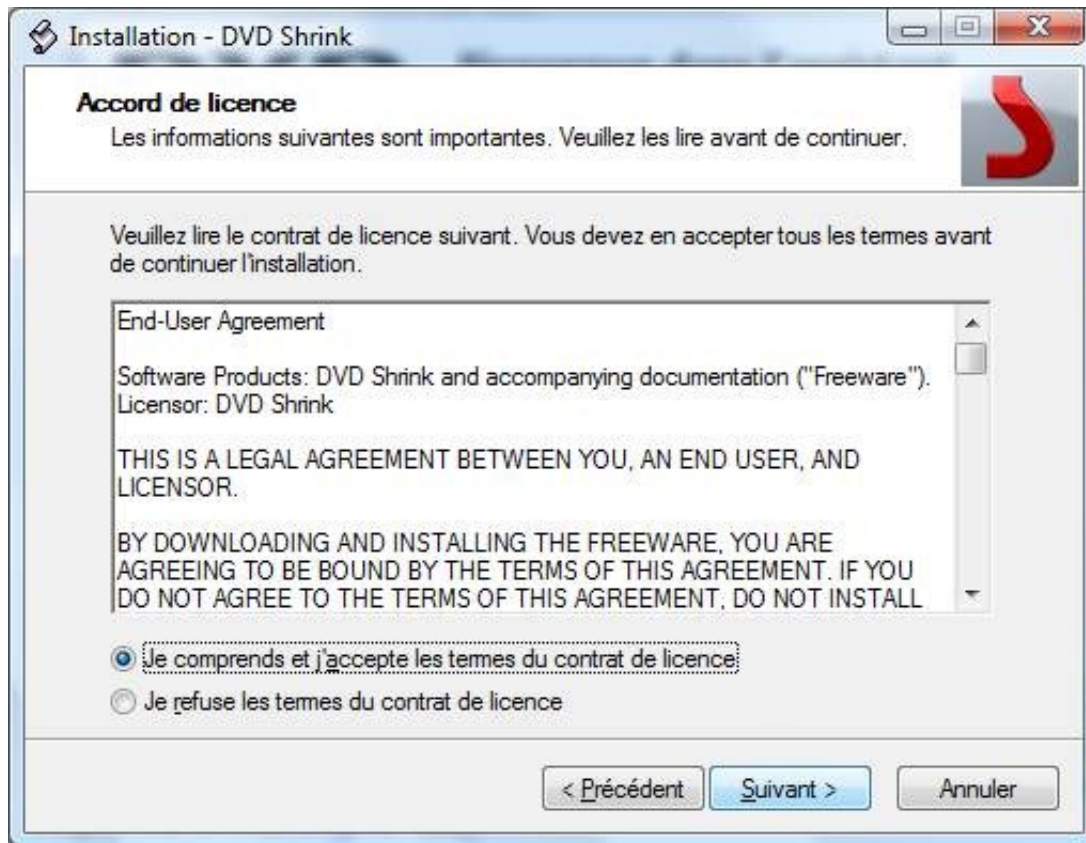 Installation - DVD Shrink
Accord de licence
Les informations suivantes sont importantes. Veuillez les lire avant de continuer.
Veuillez lire le contrat de licence suivant. Vous devez en accepter tous les termes avant
de continuer l'installation.
End-User Agreement
Software Products: DVD Shrink and accompanying documentation ("Freeware").
Licensor: DVD Shrink
THIS IS A LEGAL AGREEMENT BETWEEN YOU, AN END USER, AND
LICENSOR.
BY DOWNLOADING AND INSTALLING THE FREEWARE, YOU ARE
AGREEING TO BE BOUND BY THE TERMS OF THIS AGREEMENT. IF YOU
DO NOT AGREE TO THE TERMS OF THIS AGREEMENT, DO NOT INSTALL
Je comprends et j'accepte les termes du contrat de licence
Je refuse les termes du contrat de licence
< Précédent
Suivant >
Annuler